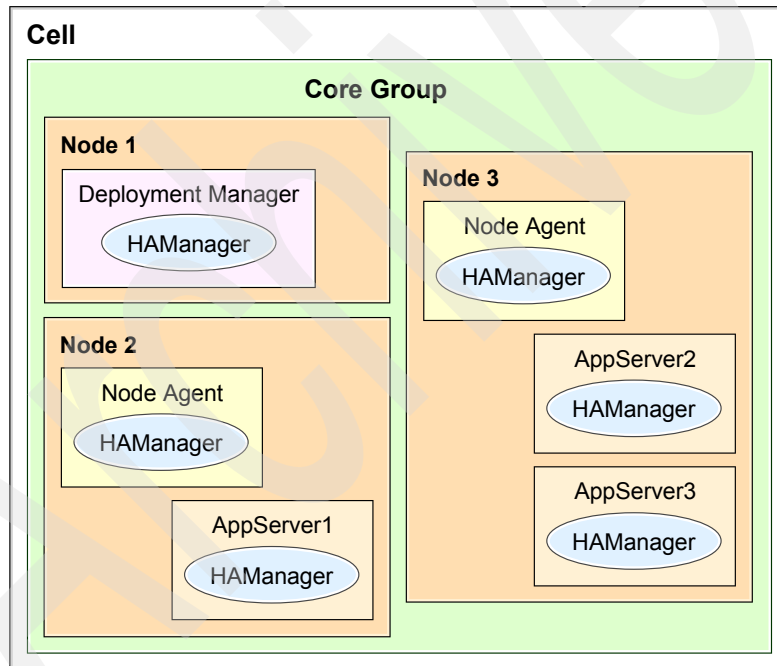 Cell
Core Group
Node 1
Deployment Manager
HAManager
Node 2
Node Agent
HAManager
AppServer1
HAManager
Node 3
Node Agent
HAManager
AppServer2
HAManager
AppServer3
HAManager